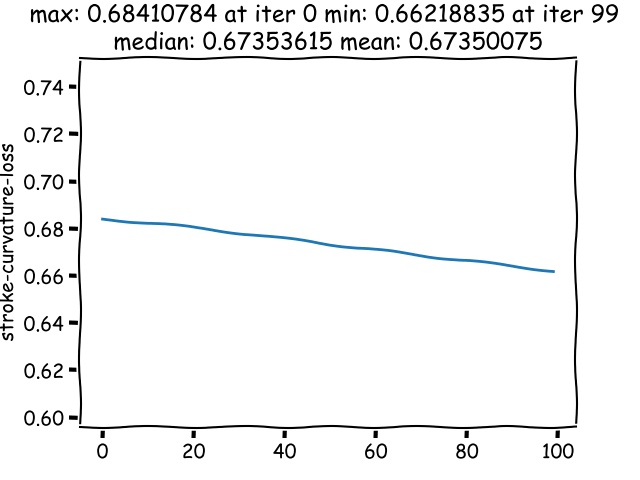 max: 0.68410784 at iter 0 min: 0.66218835 at iter 99
median: 0.67353615 mean: 0.67350075
stroke-curvature-loss
0.74
0.72
0.70
0.68
0.66
0.64
0.62
0.60
0 20 40 60 80 100